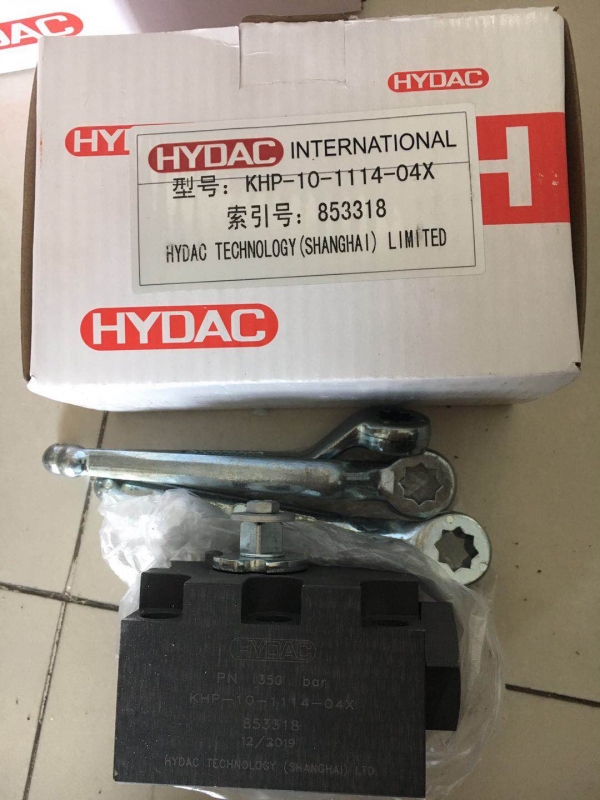 HYDAC
HYDAC
HY
H
HYDAC INTERNATIONAL
型号: KHP-10-1114-04X
索引号: 853318
HYDAC TECHNOLOGY(SHANGHAI) LIMITED
HYDAC
HYDAC
PN 350 bar
KHP-10-1114-04X
853318
12/2019
HYDAC TECHNOLOGY (SHANGHAI) LTD